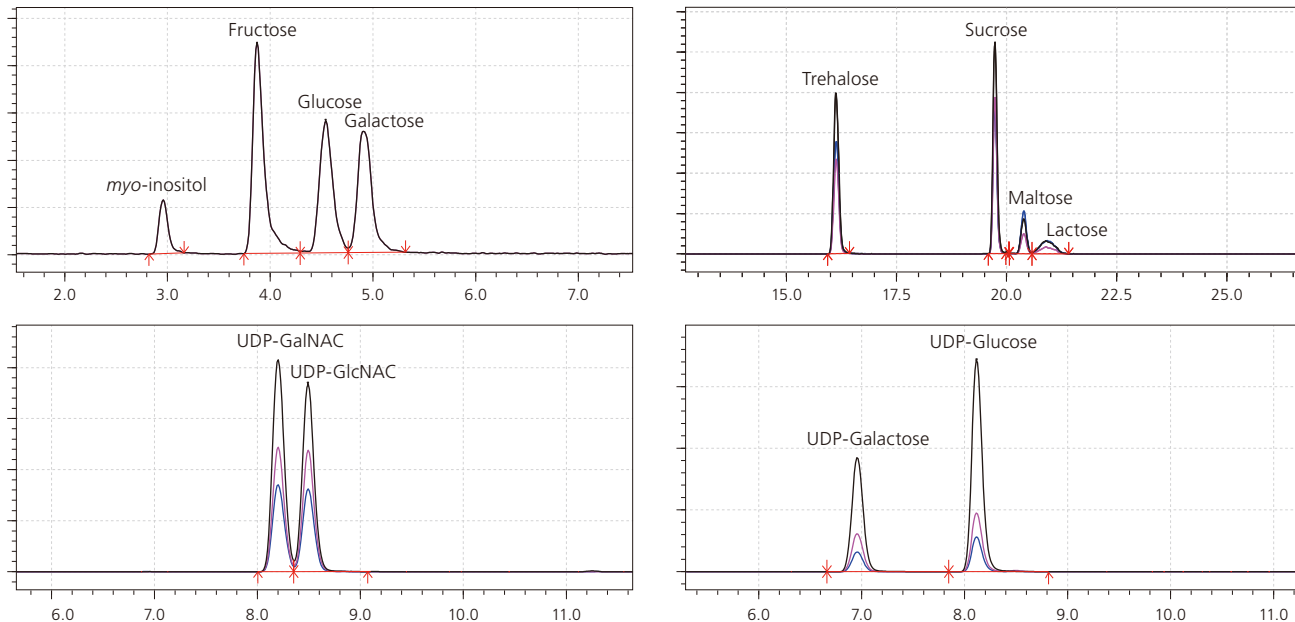 Fructose
Glucose
Galactose
myo-inositol
2.0 3.0 4.0 5.0 6.0 7.0
Sucrose
Trehalose
Maltose
Lactose
15.0 17.5 20.0 22.5 25.0
UDP-GalNAC
UDP-GlcNAC
6.0 7.0 8.0 9.0 10.0 11.0
UDP-Glucose
UDP-Galactose
6.0 7.0 8.0 9.0 10.0 11.0